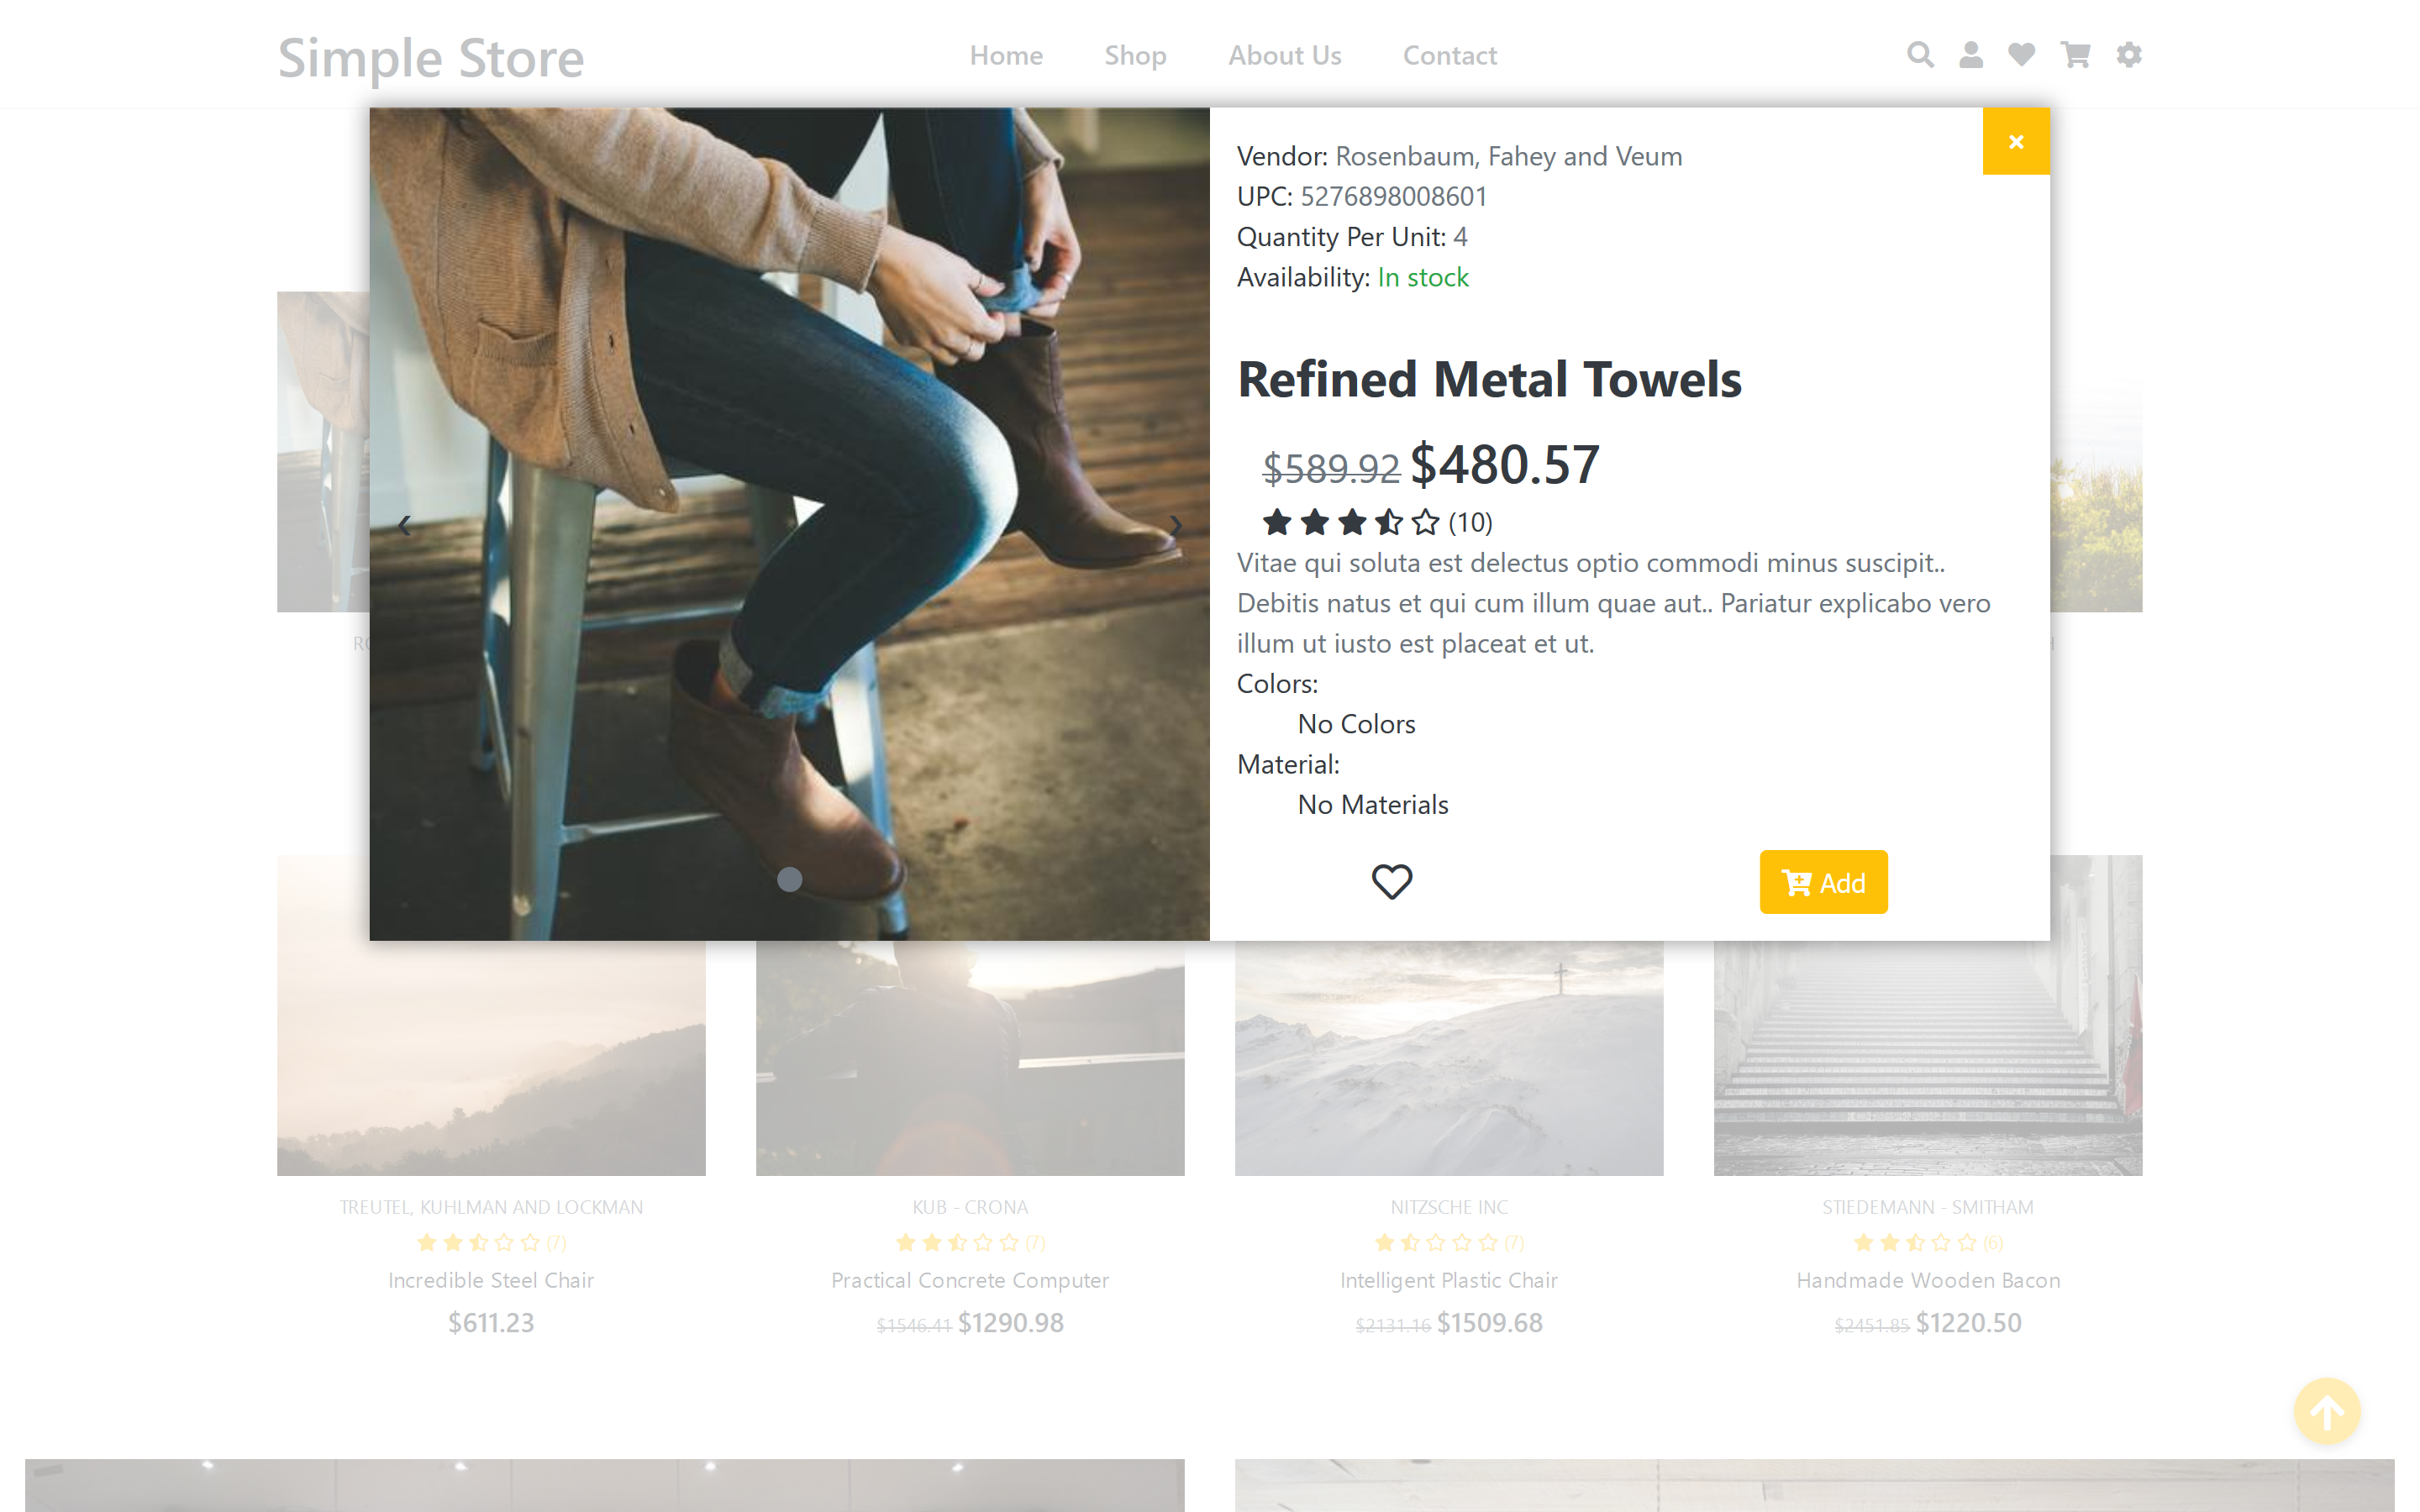 Simple Store
Home Shop About Us Contact
Vendor: Rosenbaum, Fahey and Veum
UPC: 5276898008601
Quantity Per Unit: 4
Availability: In stock
Refined Metal Towels
$589.92 $480.57
(10)
Vitae qui soluta est delectus optio commodi minus suscipit..
Debitis natus et qui cum illum quae aut.. Pariatur explicabo vero
illum ut iusto est placeat et ut.
Colors:
No Colors
Material:
No Materials
Add
TREUTEL, KUHLMAN AND LOCKMAN
(7)
Incredible Steel Chair
$611.23
KUB - CRONA
(7)
Practical Concrete Computer
$1546.41 $1290.98
NITZSCHE INC
(7)
Intelligent Plastic Chair
$2131.16 $1509.68
STIEDEMANN - SMITHAM
(6)
Handmade Wooden Bacon
$2451.85 $1220.50